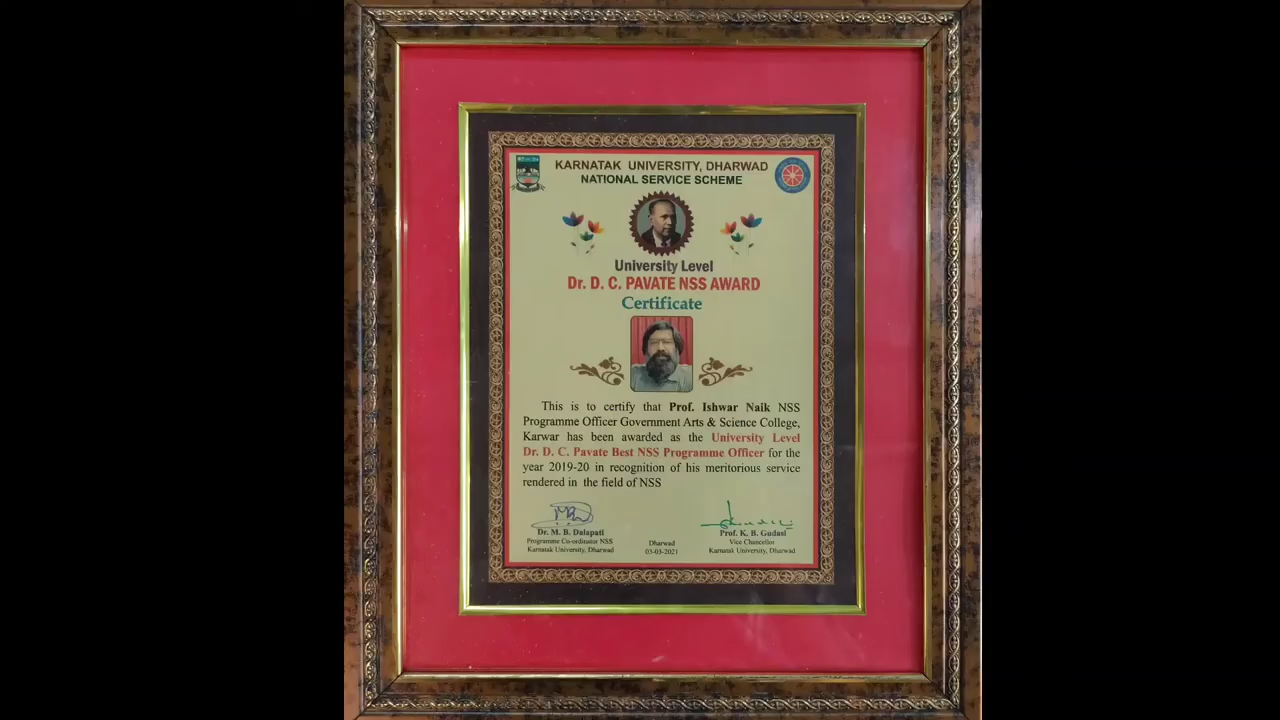 KARNATAK UNIVERSITY, DHARWAD
NATIONAL SERVICE SCHEME
University Level
Dr. D. C. PAVATE NSS AWARD
Certificate
This is to certify that Prof. Ishwar Naik NSS
Programme Officer Government Arts & Science College,
Karwar has been awarded as the University Level
Dr. D. C. Pavate Best NSS Programme Officer for the
year 2019-20 in recognition of his meritorious service
rendered in the field of NSS
Dr. M. B. Dalapati
Programme Co-ordinator NSS
Karnatak University, Dharwad
Dharwad
03-03-2021
Prof. K. B. Gudasi
Vice Chancellor
Karnatak University, Dharwad